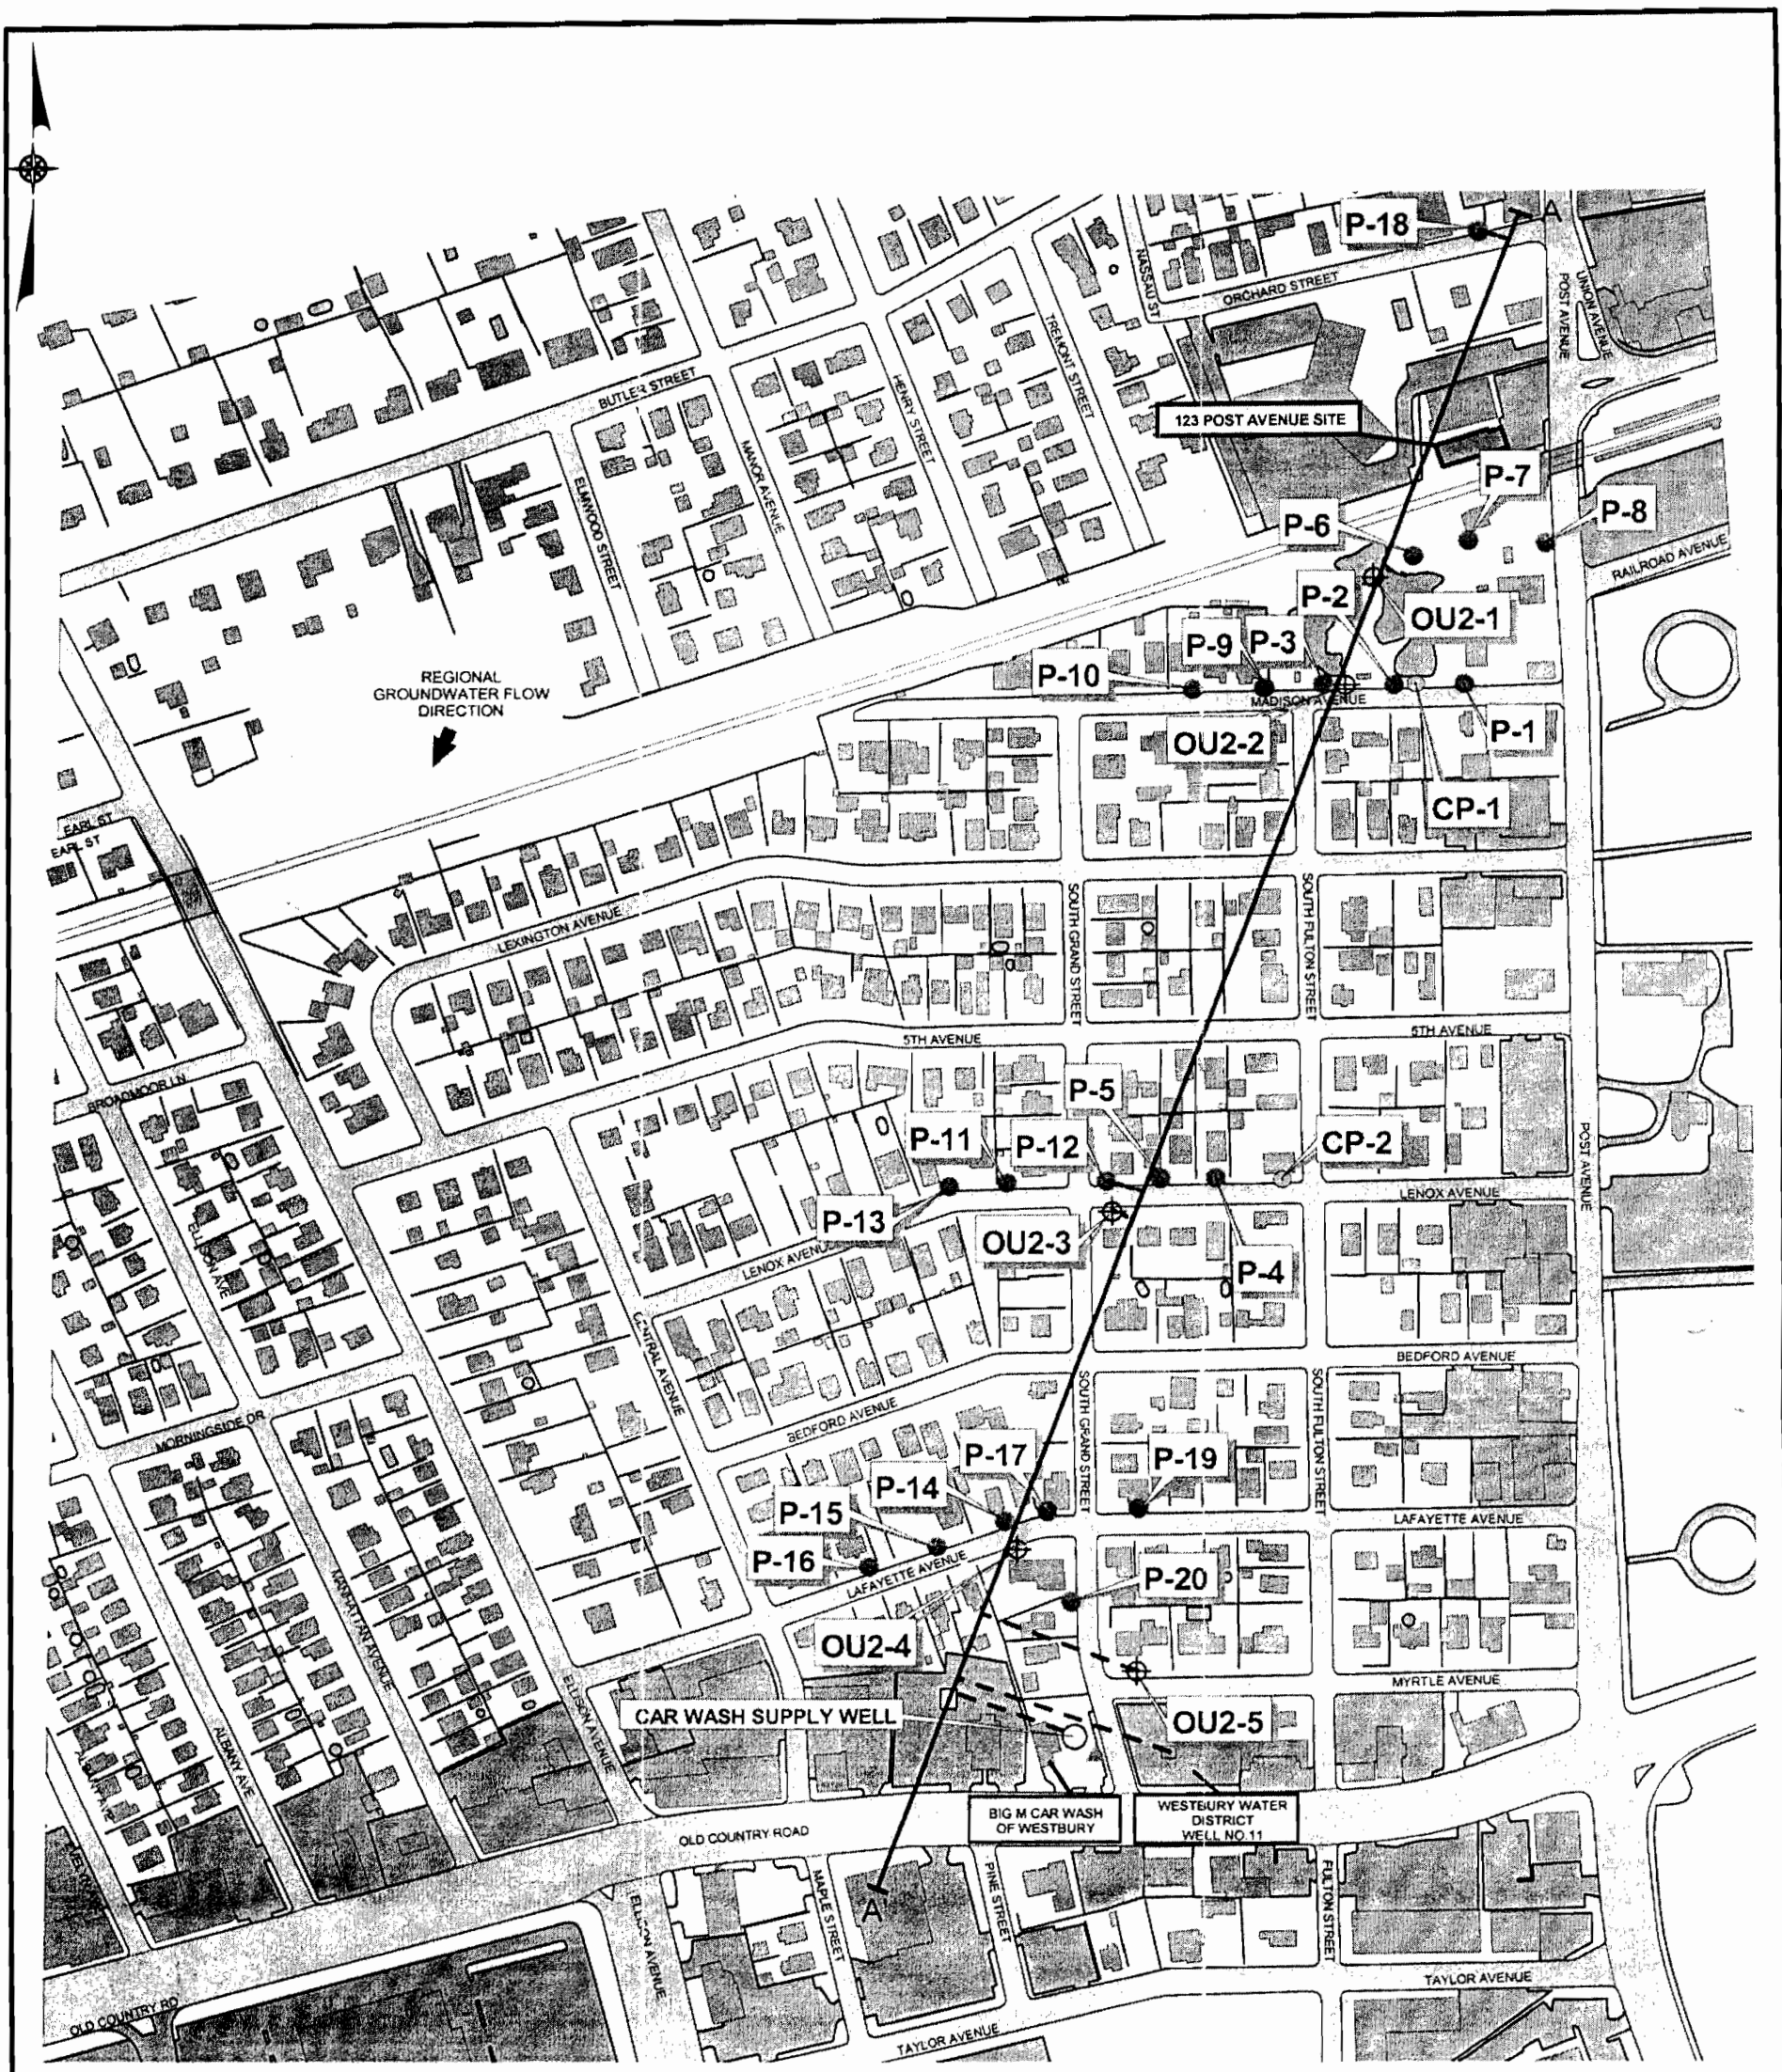 P-18
A
NASSAU ST
ORCHARD STREET
POST AVENUE
UNION AVENUE
TREMONT STREET
HENRY STREET
BUTLER STREET
123 POST AVENUE SITE
MANOR AVENUE
ELMWOOD STREET
P-7
P-6
P-8
RAILROAD AVENUE
P-2
OU2-1
P-9
P-3
P-10
REGIONAL
GROUNDWATER FLOW
DIRECTION
MADISON AVENUE
P-1
OU2-2
CP-1
EARL ST
EARL ST
LEXINGTON AVENUE
SOUTH GRAND STREET
SOUTH FULTON STREET
5TH AVENUE
5TH AVENUE
BROADMOOR LN
P-5
P-11
P-12
CP-2
POST AVENUE
LENOX AVENUE
P-13
OU2-3
LENOX AVENUE
P-4
ELLISON AVE
CENTRAL AVENUE
BEDFORD AVENUE
BEDFORD AVENUE
SOUTH GRAND STREET
SOUTH FULTON STREET
MORNINGSIDE DR
P-17
P-19
P-14
P-15
LAFAYETTE AVENUE
P-16
LAFAYETTE AVENUE
P-20
MANHATTAN AVENUE
OU2-4
MYRTLE AVENUE
ELLISON AVENUE
CAR WASH SUPPLY WELL
OU2-5
ALBANY AVE
BIG M CAR WASH
OF WESTBURY
WESTBURY WATER
DISTRICT
WELL NO.11
OLD COUNTRY ROAD
MAPLE STREET
A'
PINE STREET
FULTON STREET
ELLISON AVENUE
TAYLOR AVENUE
OLD COUNTRY RD
TAYLOR AVENUE